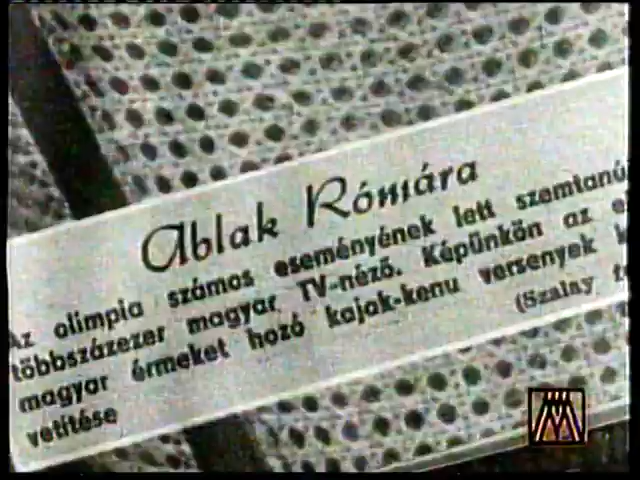 Ablak Rómára
Az olimpia számos eseményének lett szemtanú
többszázezer magyar TV-néző. Képünkön az e
magyar érmeket hozó kajak-kenu versenyek k
vetítése (Szalay